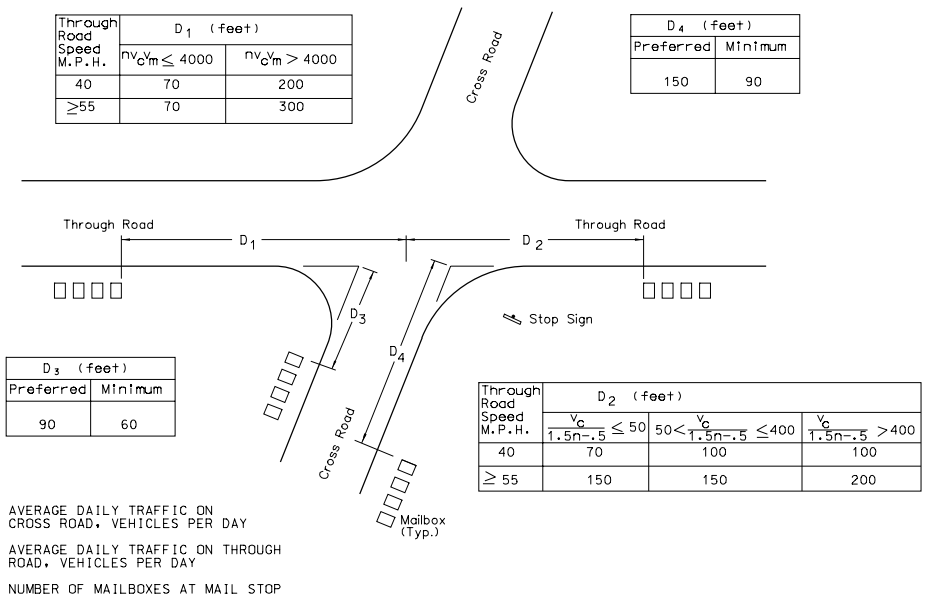 Through Road Speed M.P.H.
D1 (feet)
nvcvm ≤ 4000
nvcvm > 4000
40 70 200
≥55 70 300
D4 (feet)
Preferred Minimum
150 90
Cross Road
Through Road
Through Road
D1
D2
D3
D4
Stop Sign
D3 (feet)
Preferred Minimum
90 60
Through Road Speed M.P.H.
D2 (feet)
vc/1.5n-.5 ≤ 50
50< vc/1.5n-.5 ≤400
vc/1.5n-.5 >400
40 70 100 100
≥ 55 150 150 200
Cross Road
Mailbox
(Typ.)
AVERAGE DAILY TRAFFIC ON
CROSS ROAD, VEHICLES PER DAY
AVERAGE DAILY TRAFFIC ON THROUGH
ROAD, VEHICLES PER DAY
NUMBER OF MAILBOXES AT MAIL STOP